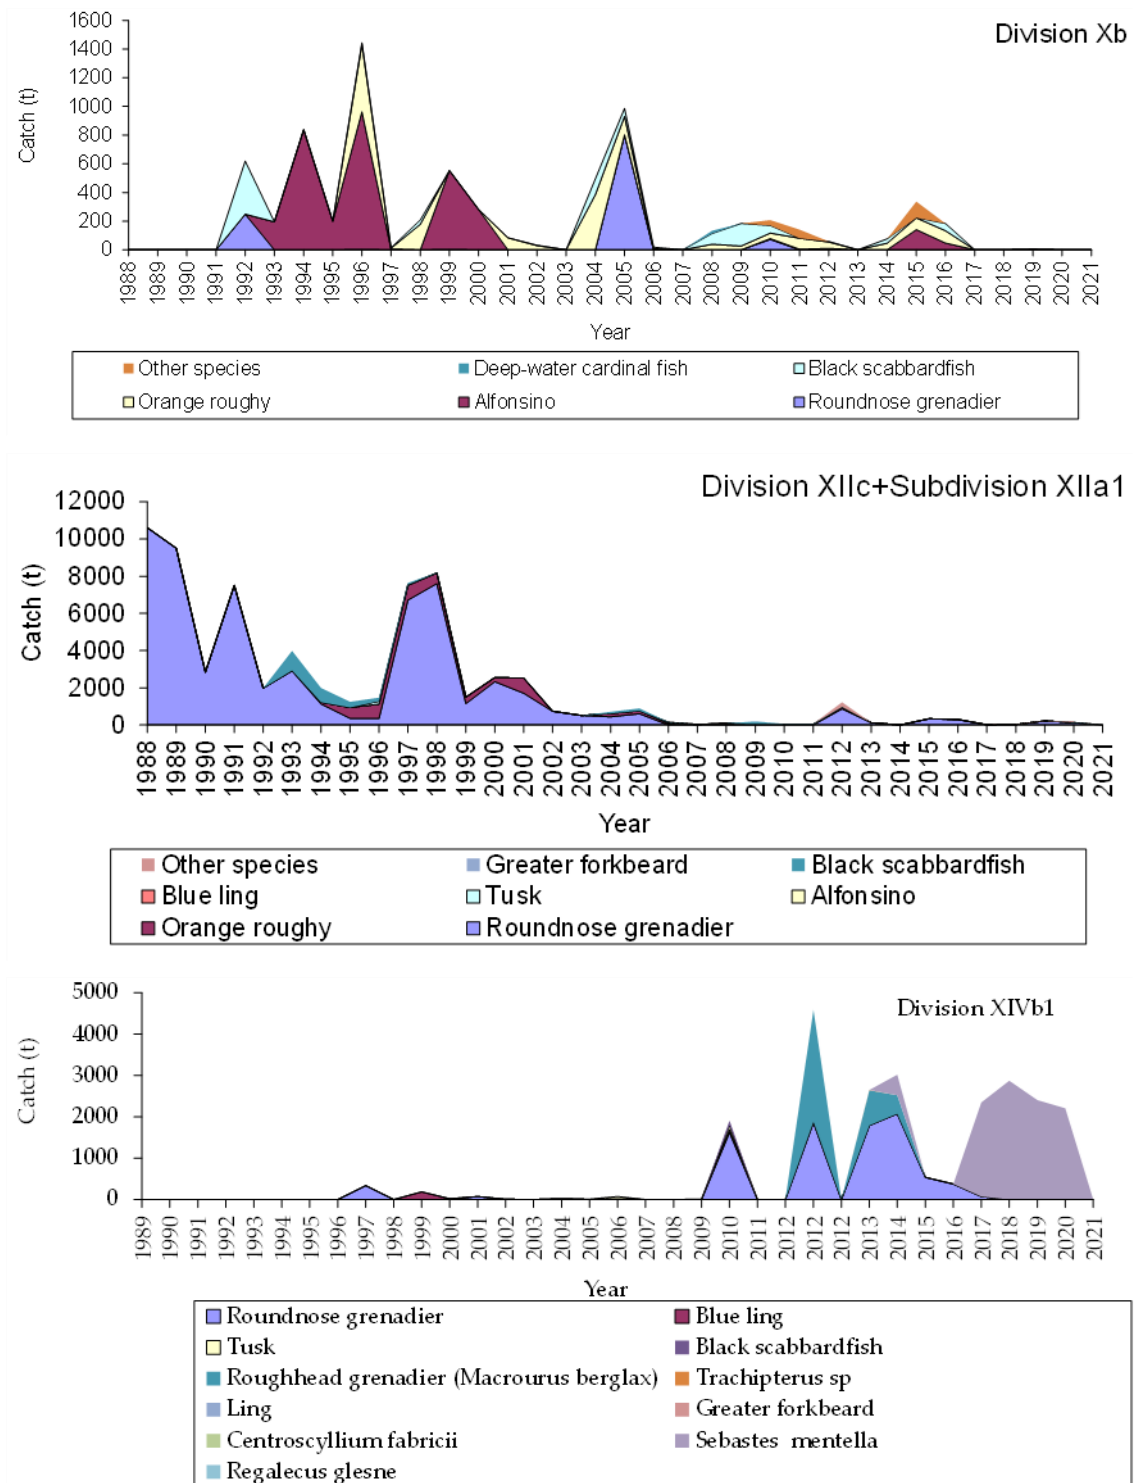 Division Xb
1600
1400
1200
1000
800
600
400
200
0
Catch (t)
1988 1989 1990 1991 1992 1993 1994 1995 1996 1997 1998 1999 2000 2001 2002 2003 2004 2005 2006 2007 2008 2009 2010 2011 2012 2013 2014 2015 2016 2017 2018 2019 2020 2021
Year
Other species Deep-water cardinal fish Black scabbardfish
Orange roughy Alfonsino Roundnose grenadier
Division XIIc+Subdivision XIIa1
12000
10000
8000
6000
4000
2000
0
Catch (t)
1988 1989 1990 1991 1992 1993 1994 1995 1996 1997 1998 1999 2000 2001 2002 2003 2004 2005 2006 2007 2008 2009 2010 2011 2012 2013 2014 2015 2016 2017 2018 2019 2020 2021
Year
Other species Greater forkbeard Black scabbardfish
Blue ling Tusk Alfonsino
Orange roughy Roundnose grenadier
Division XIVb1
5000
4000
3000
2000
1000
0
Catch (t)
1989 1990 1991 1992 1993 1994 1995 1996 1997 1998 1999 2000 2001 2002 2003 2004 2005 2006 2007 2008 2009 2010 2011 2012 2012 2012 2013 2014 2015 2016 2017 2018 2019 2020 2021
Year
Roundnose grenadier Blue ling
Tusk Black scabbardfish
Roughhead grenadier (Macrourus berglax) Trachipterus sp
Ling Greater forkbeard
Centroscyllium fabricii Sebastes mentella
Regalecus glesne